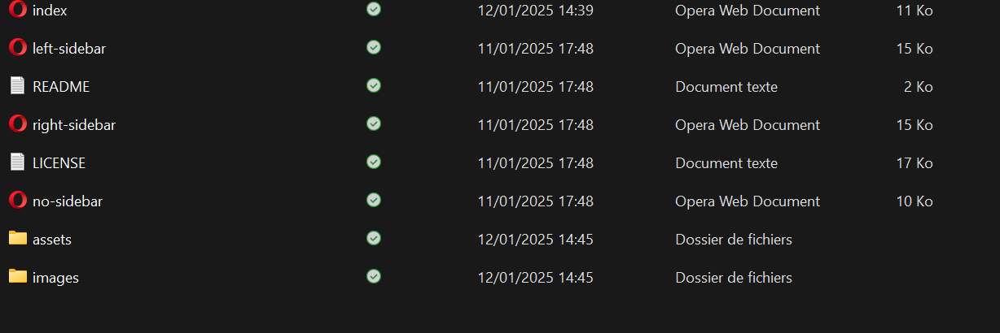 index 12/01/2025 14:39 Opera Web Document 11 Ko
left-sidebar 11/01/2025 17:48 Opera Web Document 15 Ko
README 11/01/2025 17:48 Document texte 2 Ko
right-sidebar 11/01/2025 17:48 Opera Web Document 15 Ko
LICENSE 11/01/2025 17:48 Document texte 17 Ko
no-sidebar 11/01/2025 17:48 Opera Web Document 10 Ko
assets 12/01/2025 14:45 Dossier de fichiers
images 12/01/2025 14:45 Dossier de fichiers